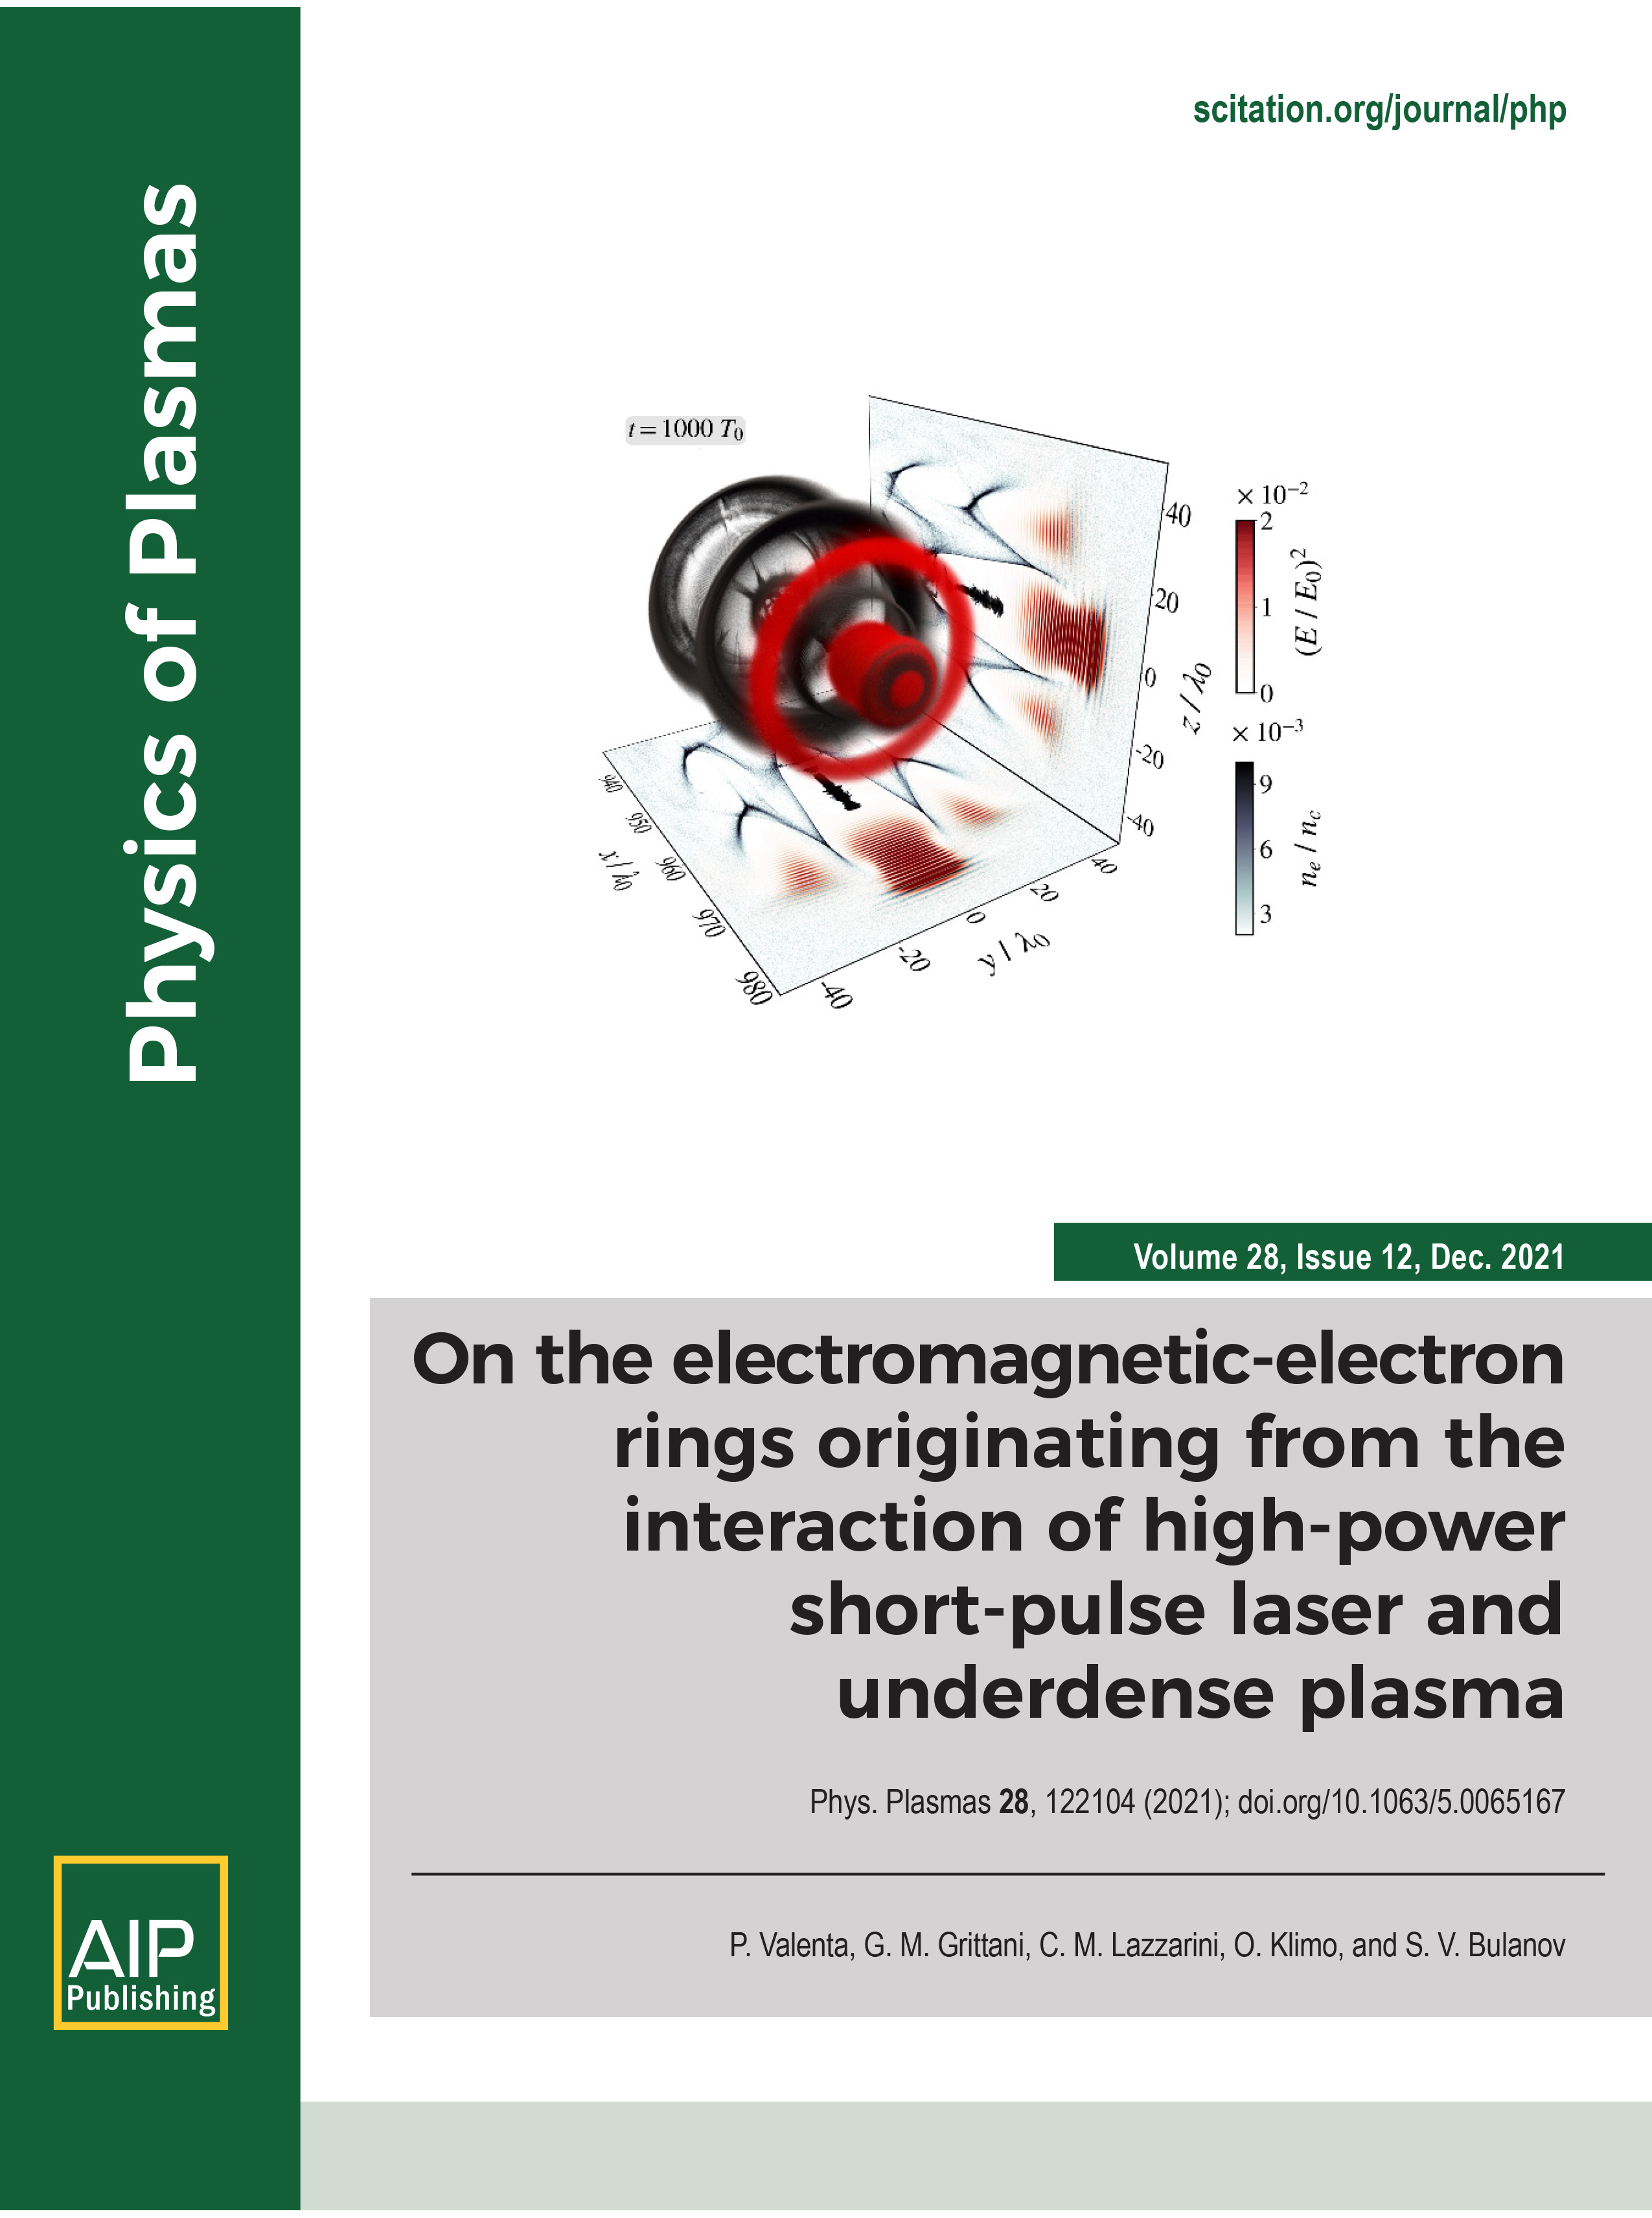 scitation.org/journal/php
Physics of Plasmas
t = 1000 T₀
40
20
0
-20
-40
z / λ₀
× 10⁻²
2
1
0
(E / E₀)²
× 10⁻³
9
6
3
nₑ / n_c
940
950
960
970
980
x / λ₀
-40
-20
0
20
40
y / λ₀
Volume 28, Issue 12, Dec. 2021
On the electromagnetic-electron
rings originating from the
interaction of high-power
short-pulse laser and
underdense plasma
Phys. Plasmas 28, 122104 (2021); doi.org/10.1063/5.0065167
P. Valenta, G. M. Grittani, C. M. Lazzarini, O. Klimo, and S. V. Bulanov
AIP
Publishing